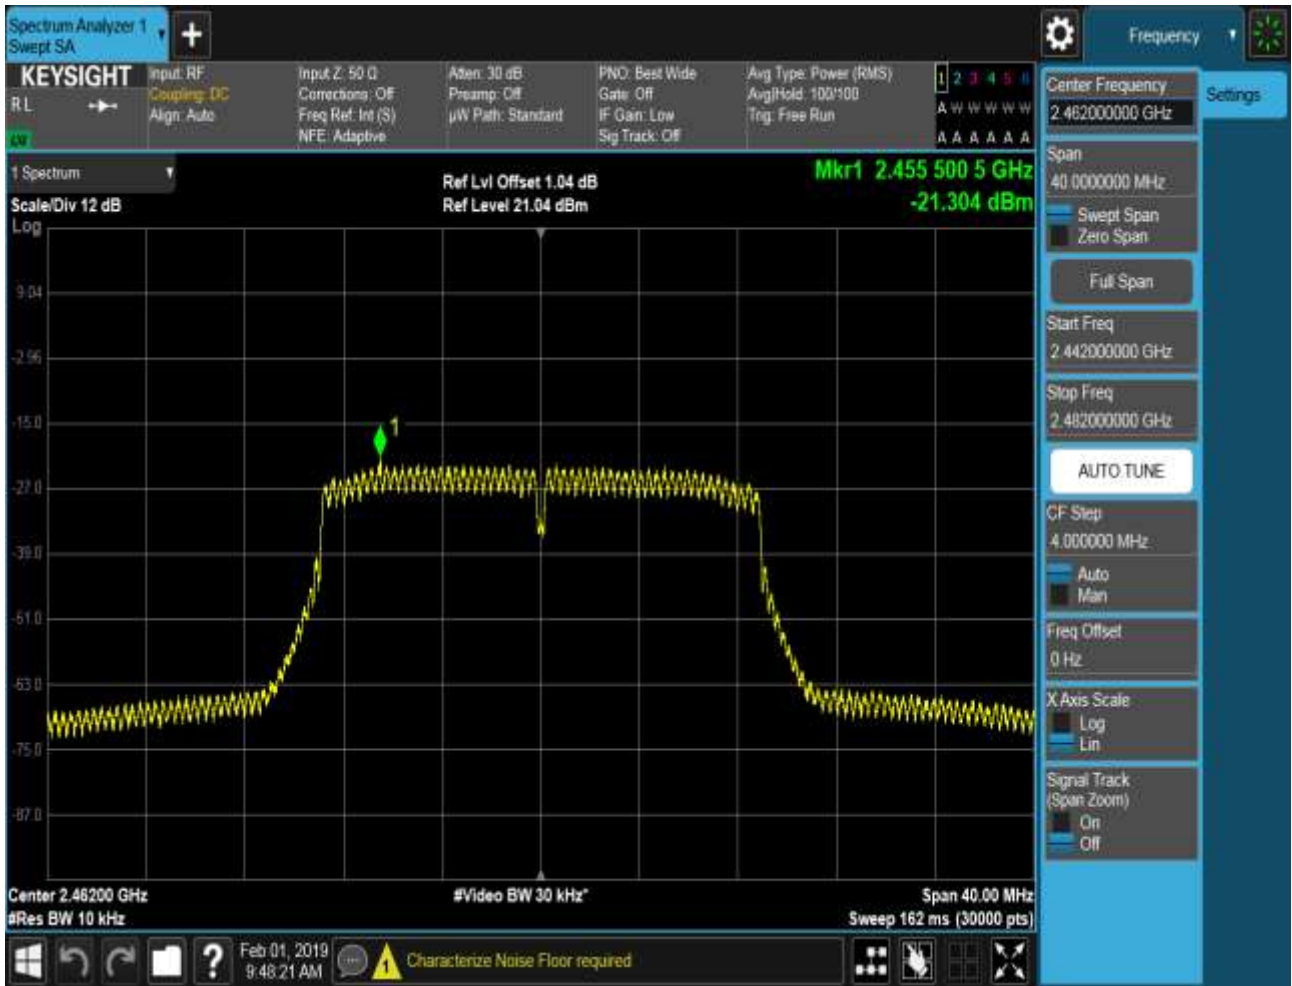 Spectrum Analyzer 1
Swept SA
+
Frequency
KEYSIGHT
R L
Input: RF
Coupling: DC
Align: Auto
Input Z: 50 Ω
Corrections: Off
Freq Ref: Int (S)
NFE: Adaptive
Atten: 30 dB
Preamp: Off
µW Path: Standard
PNO: Best Wide
Gate: Off
IF Gain: Low
Sig Track: Off
Avg Type: Power (RMS)
Avg|Hold: 100/100
Trig: Free Run
1 2 3 4 5 6
A W W W W W
A A A A A A
1 Spectrum
Scale/Div 12 dB
Log
Ref Lvl Offset 1.04 dB
Ref Level 21.04 dBm
Mkr1 2.455 500 5 GHz
-21.304 dBm
9.04
-2.96
-15.0
-27.0
-39.0
-51.0
-63.0
-75.0
-87.0
1
Center 2.46200 GHz
#Res BW 10 kHz
#Video BW 30 kHz*
Span 40.00 MHz
Sweep 162 ms (30000 pts)
Center Frequency
2.462000000 GHz
Settings
Span
40.0000000 MHz
Swept Span
Zero Span
Full Span
Start Freq
2.442000000 GHz
Stop Freq
2.482000000 GHz
AUTO TUNE
CF Step
4.000000 MHz
Auto
Man
Freq Offset
0 Hz
X Axis Scale
Log
Lin
Signal Track
(Span Zoom)
On
Off
?
Feb 01, 2019
9:48:21 AM
1
Characterize Noise Floor required